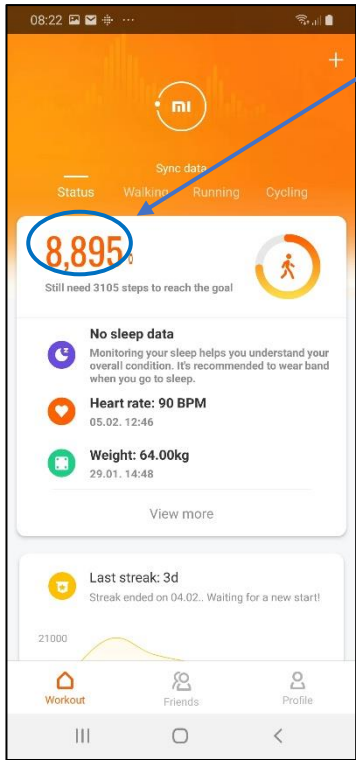 08:22
mi
Sync data
Status Walking Running Cycling
8,895
Still need 3105 steps to reach the goal
No sleep data
Monitoring your sleep helps you understand your
overall condition. It's recommended to wear band
when you go to sleep.
Heart rate: 90 BPM
05.02. 12:46
Weight: 64.00kg
29.01. 14:48
View more
Last streak: 3d
Streak ended on 04.02.. Waiting for a new start!
21000
Workout Friends Profile